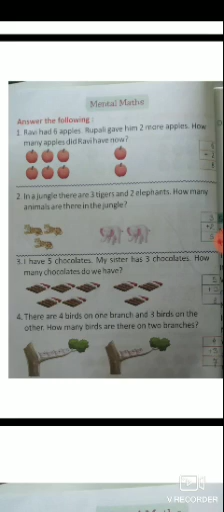 Mental Maths
Answer the following :
1. Ravi had 6 apples. Rupali gave him 2 more apples. How
many apples did Ravi have now?
2. In a jungle there are 3 tigers and 2 elephants. How many
animals are there in the jungle?
3. I have 5 chocolates. My sister has 3 chocolates. How
many chocolates do we have?
4. There are 4 birds on one branch and 3 birds on the
other. How many birds are there on two branches?
V RECORDER